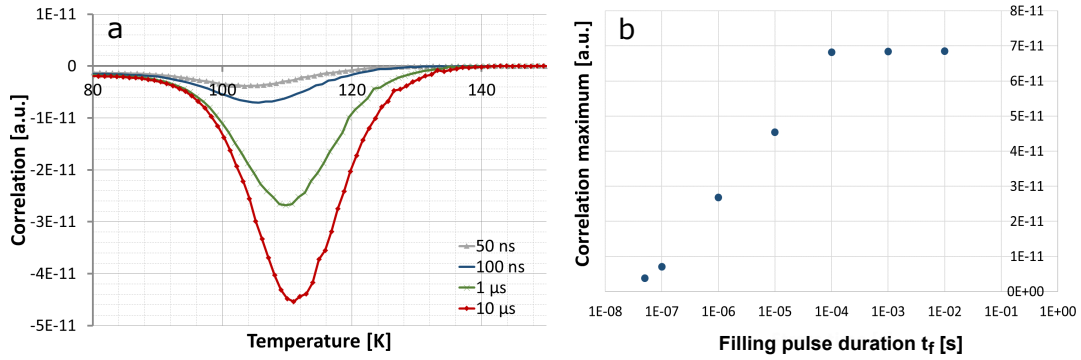 a
Correlation [a.u.]
1E-11
0
-1E-11
-2E-11
-3E-11
-4E-11
-5E-11
80
100
120
140
Temperature [K]
50 ns
100 ns
1 µs
10 µs
b
Correlation maximum [a.u.]
8E-11
7E-11
6E-11
5E-11
4E-11
3E-11
2E-11
1E-11
0E+00
1E-08 1E-07 1E-06 1E-05 1E-04 1E-03 1E-02 1E-01 1E+00
Filling pulse duration tf [s]